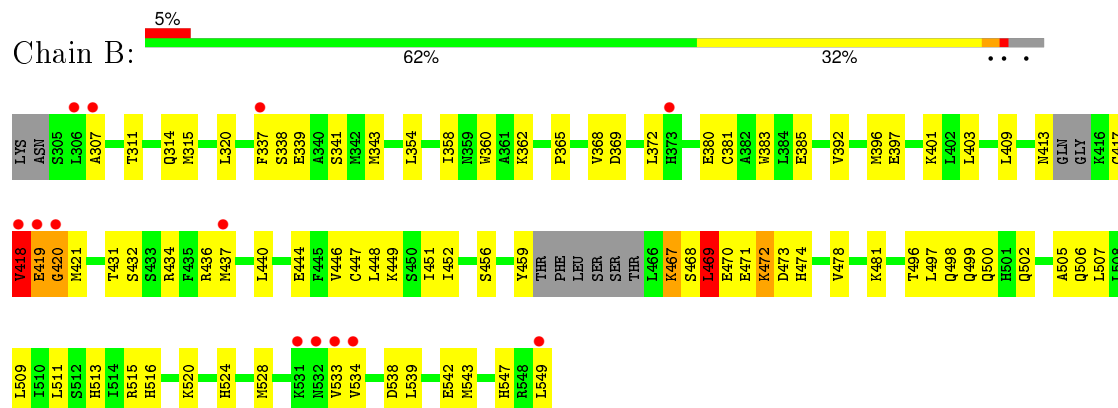 5%
Chain B:
62% 32% • • •
LYS ASN S305 L306 A307 T311 Q314 M315 L320 F337 S338 E339 A340 S341 M342 M343 L354 I358 N359 W360 A361 K362 P365 V368 D369 L372 H373 E380 C381 A382 W383 L384 E385 V392 M396 E397 K401 L402 L403 L409 N413 GLN GLY K416 C417
V418 E419 G420 M421 T431 S432 S433 R434 F435 R436 M437 L440 E444 F445 V446 C447 L448 K449 S450 I451 I452 S456 Y459 THR PHE LEU SER SER THR L466 K467 S468 L469 E470 E471 K472 D473 H474 V478 K481 T496 L497 Q498 Q499 Q500 H501 Q502 A505 Q506 L507 L508
L509 I510 L511 S512 H513 I514 R515 H516 K520 H524 M528 K531 N532 V533 V534 D538 L539 E542 M543 H547 R548 L549